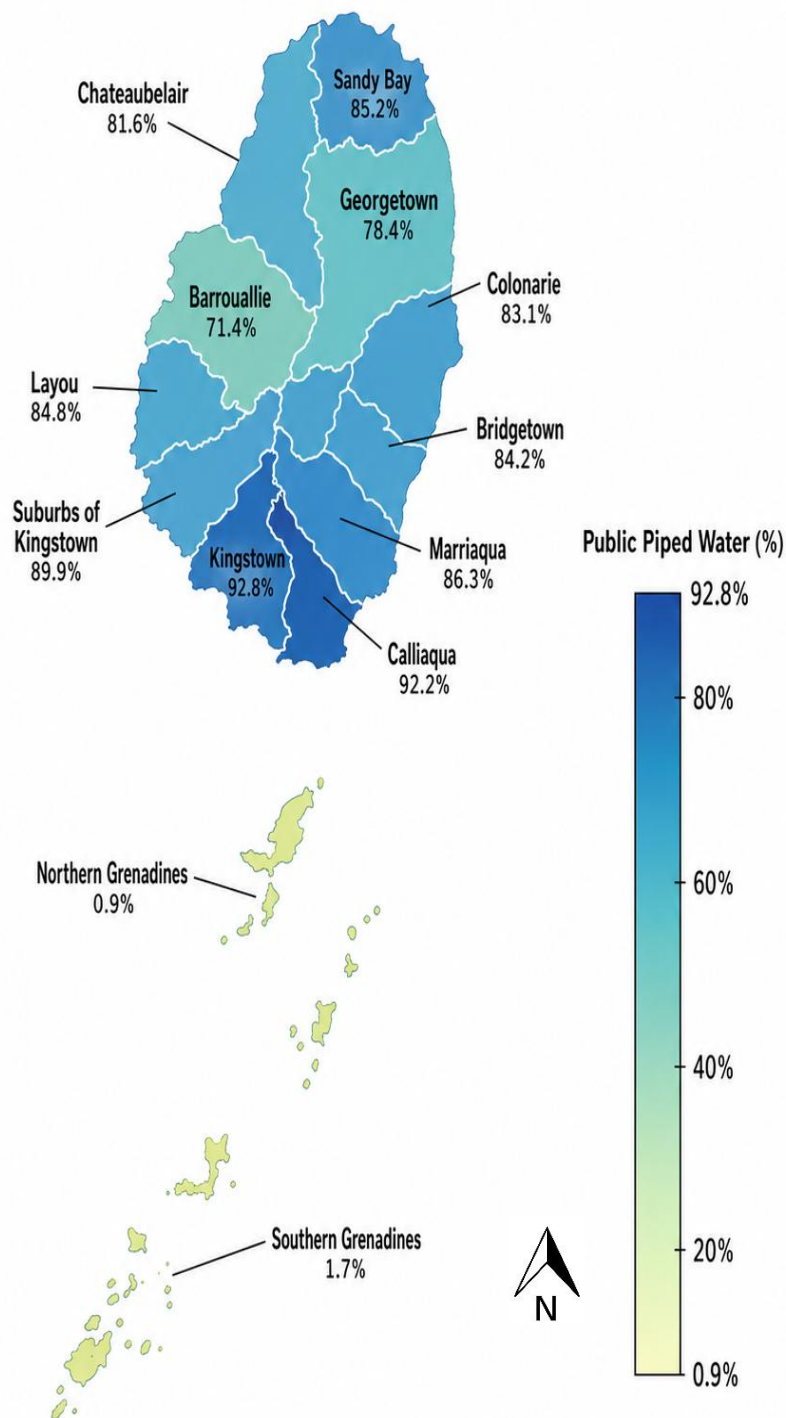 Sandy Bay
85.2%
Chateaubelair
81.6%
Georgetown
78.4%
Colonarie
83.1%
Barrouallie
71.4%
Layou
84.8%
Bridgetown
84.2%
Suburbs of
Kingstown
89.9%
Kingstown
92.8%
Marriaqua
86.3%
Calliaqua
92.2%
Public Piped Water (%)
92.8%
80%
60%
40%
20%
0.9%
Northern Grenadines
0.9%
Southern Grenadines
1.7%
N